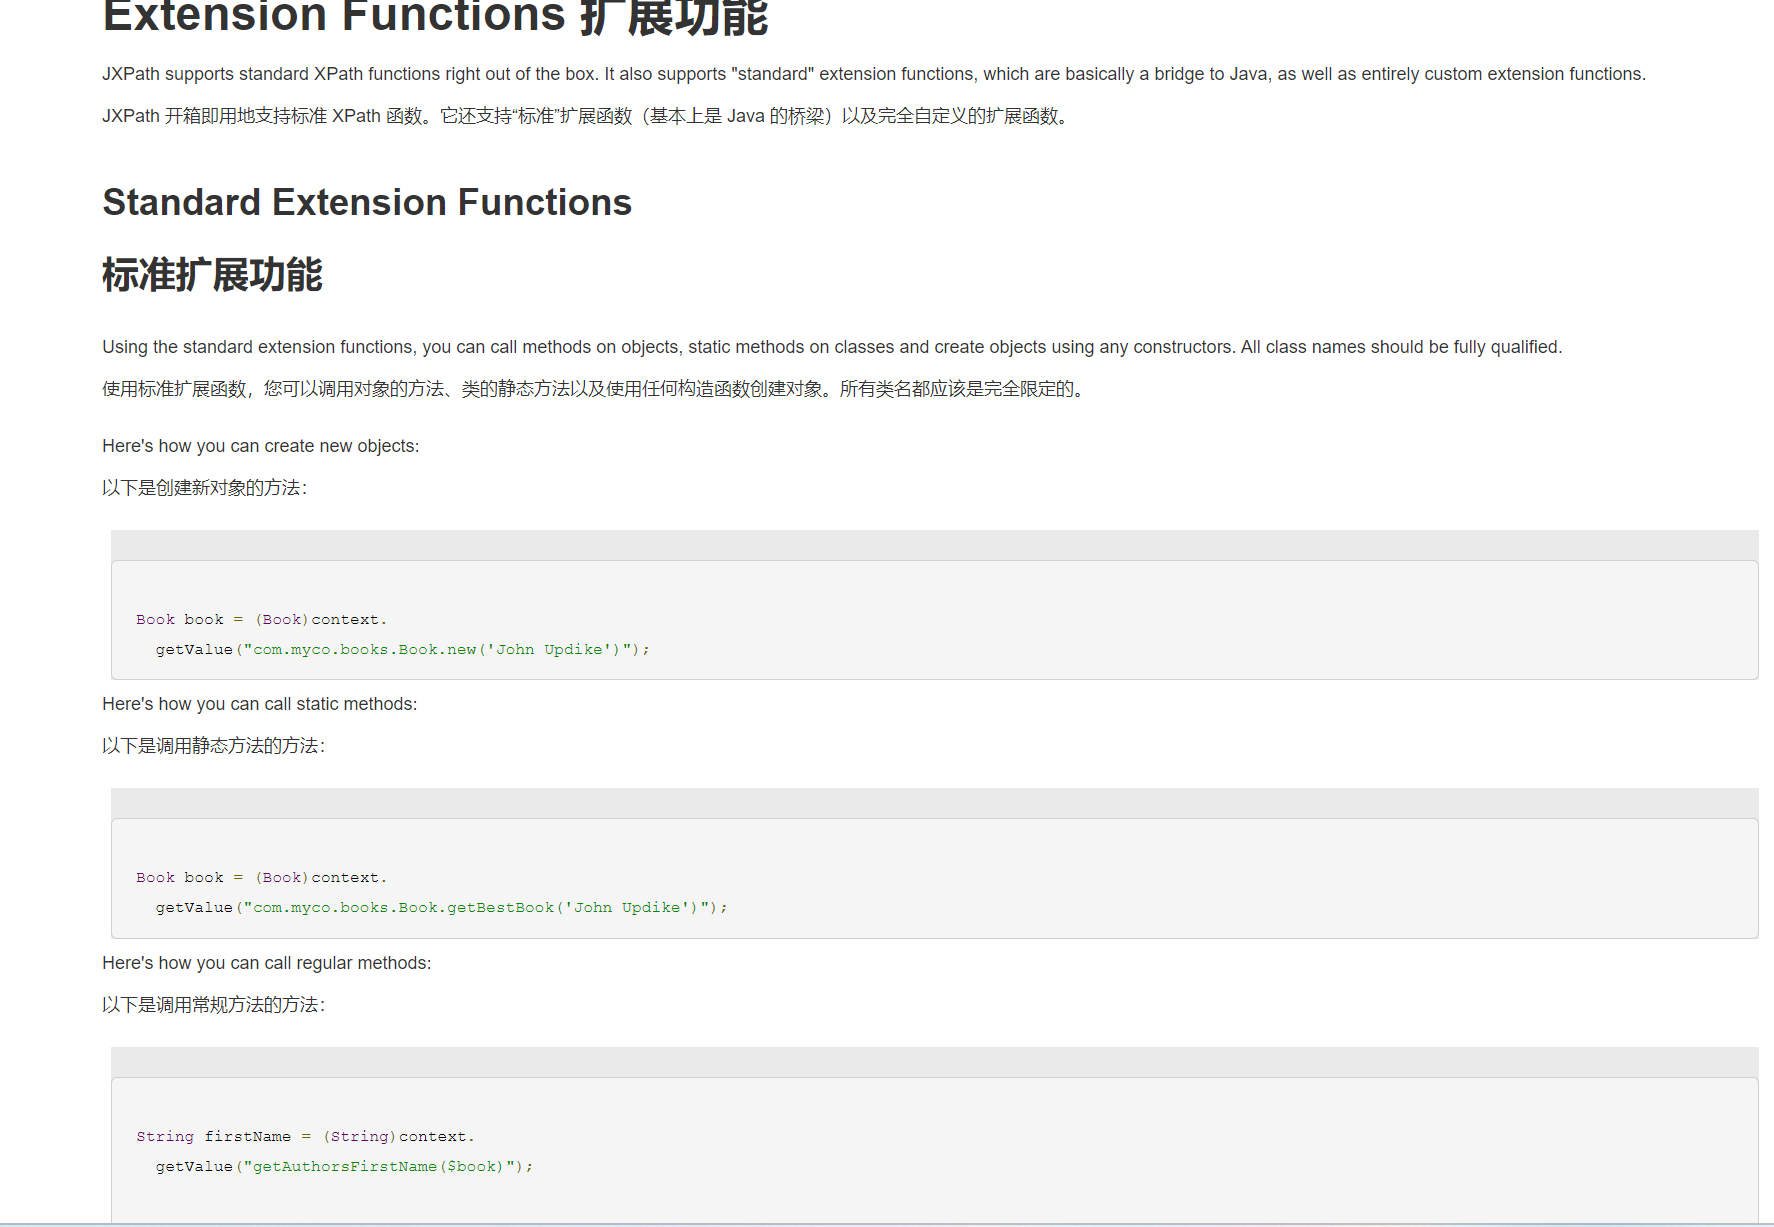 Extension Functions 扩展功能
JXPath supports standard XPath functions right out of the box. It also supports "standard" extension functions, which are basically a bridge to Java, as well as entirely custom extension functions.
JXPath 开箱即用地支持标准 XPath 函数。它还支持“标准”扩展函数（基本上是 Java 的桥梁）以及完全自定义的扩展函数。
Standard Extension Functions
标准扩展功能
Using the standard extension functions, you can call methods on objects, static methods on classes and create objects using any constructors. All class names should be fully qualified.
使用标准扩展函数，您可以调用对象的方法、类的静态方法以及使用任何构造函数创建对象。所有类名都应该是完全限定的。
Here's how you can create new objects:
以下是创建新对象的方法：
Book book = (Book)context.
getValue("com.myco.books.Book.new('John Updike')");
Here's how you can call static methods:
以下是调用静态方法的方法：
Book book = (Book)context.
getValue("com.myco.books.Book.getBestBook('John Updike')");
Here's how you can call regular methods:
以下是调用常规方法的方法：
String firstName = (String)context.
getValue("getAuthorsFirstName($book)");